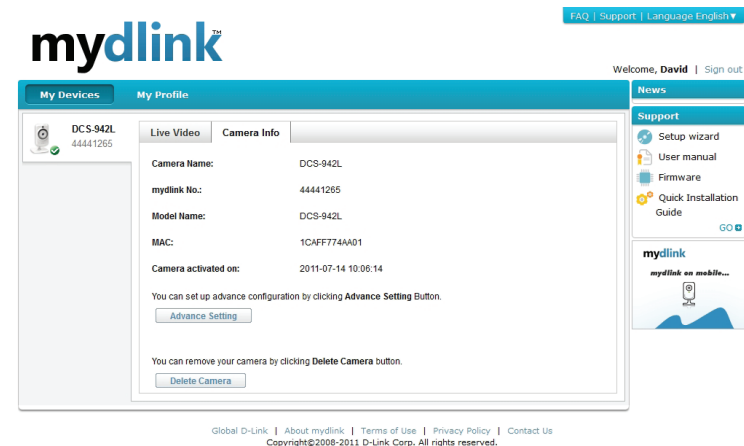 FAQ | Support | Language English▼
mydlink™
Welcome, David | Sign out
My Devices
My Profile
DCS-942L
44441265
Live Video
Camera Info
Camera Name: DCS-942L
mydlink No.: 44441265
Model Name: DCS-942L
MAC: 1CAFF774AA01
Camera activated on: 2011-07-14 10:06:14
You can set up advance configuration by clicking Advance Setting Button.
Advance Setting
You can remove your camera by clicking Delete Camera button.
Delete Camera
News
Support
Setup wizard
User manual
Firmware
Quick Installation
Guide
GO
mydlink
mydlink on mobile...
Global D-Link | About mydlink | Terms of Use | Privacy Policy | Contact Us
Copyright©2008-2011 D-Link Corp. All rights reserved.